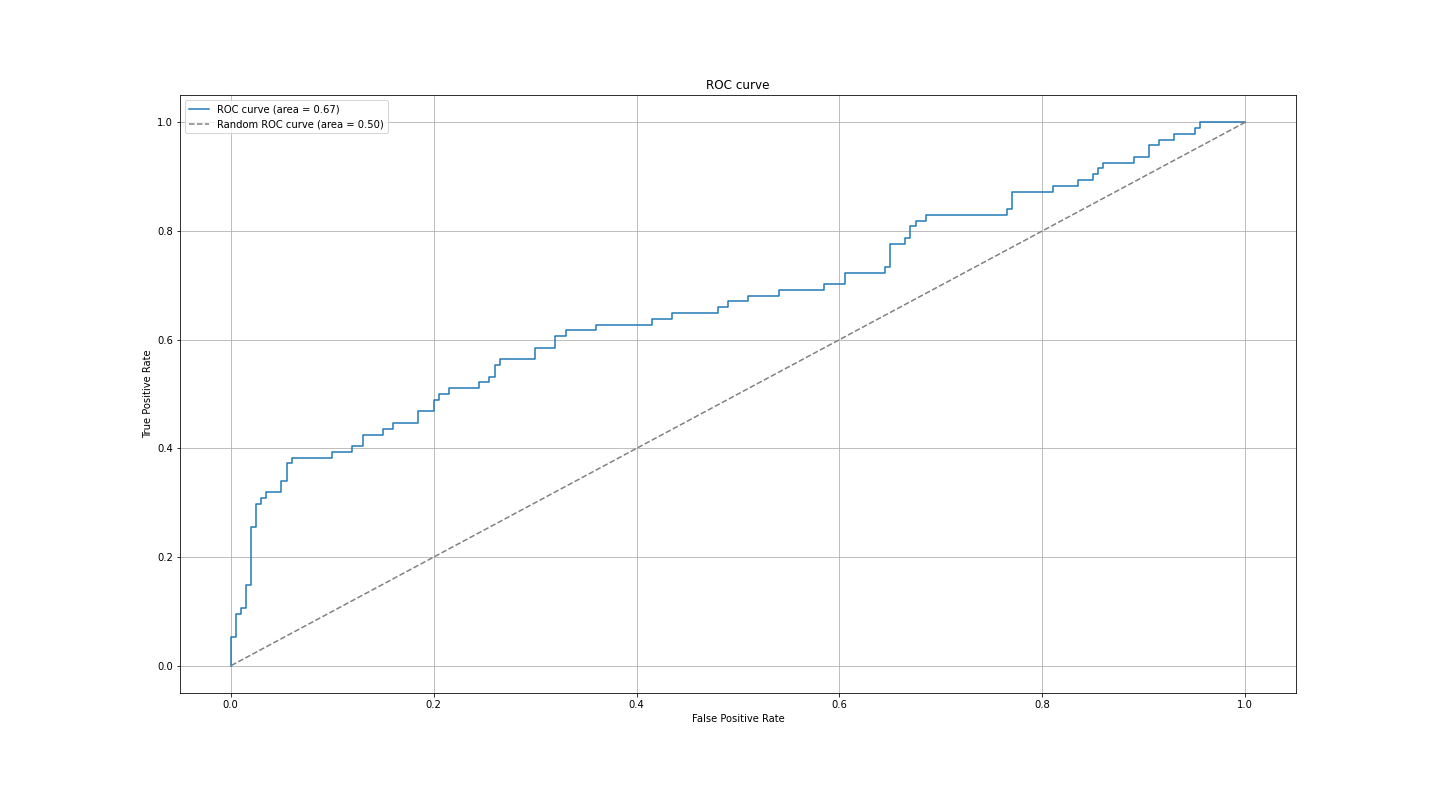 ROC curve
ROC curve (area = 0.67)
Random ROC curve (area = 0.50)
1.0
0.8
0.6
0.4
0.2
0.0
True Positive Rate
0.0 0.2 0.4 0.6 0.8 1.0
False Positive Rate